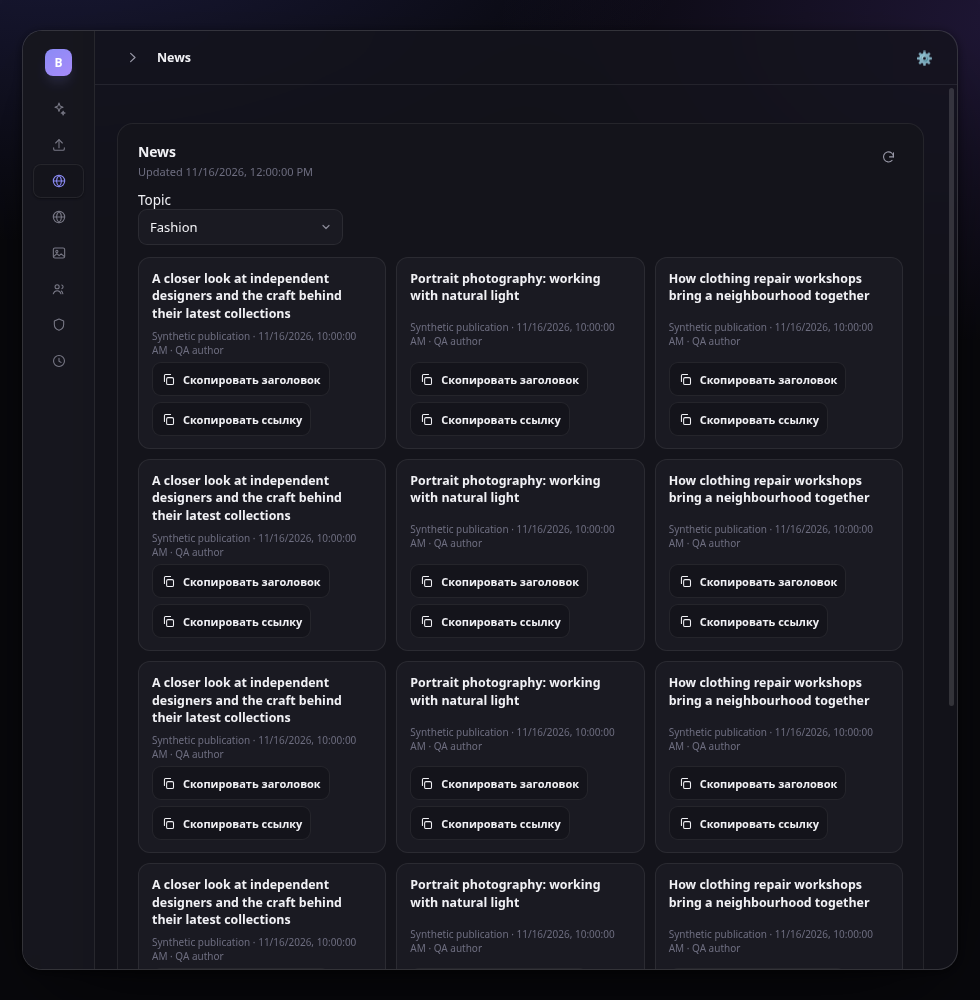 B
News
News
Updated 11/16/2026, 12:00:00 PM
Topic
Fashion
A closer look at independent
designers and the craft behind
their latest collections
Synthetic publication · 11/16/2026, 10:00:00
AM · QA author
Скопировать заголовок
Скопировать ссылку
Portrait photography: working
with natural light
Synthetic publication · 11/16/2026, 10:00:00
AM · QA author
Скопировать заголовок
Скопировать ссылку
How clothing repair workshops
bring a neighbourhood together
Synthetic publication · 11/16/2026, 10:00:00
AM · QA author
Скопировать заголовок
Скопировать ссылку
A closer look at independent
designers and the craft behind
their latest collections
Synthetic publication · 11/16/2026, 10:00:00
AM · QA author
Скопировать заголовок
Скопировать ссылку
Portrait photography: working
with natural light
Synthetic publication · 11/16/2026, 10:00:00
AM · QA author
Скопировать заголовок
Скопировать ссылку
How clothing repair workshops
bring a neighbourhood together
Synthetic publication · 11/16/2026, 10:00:00
AM · QA author
Скопировать заголовок
Скопировать ссылку
A closer look at independent
designers and the craft behind
their latest collections
Synthetic publication · 11/16/2026, 10:00:00
AM · QA author
Скопировать заголовок
Скопировать ссылку
Portrait photography: working
with natural light
Synthetic publication · 11/16/2026, 10:00:00
AM · QA author
Скопировать заголовок
Скопировать ссылку
How clothing repair workshops
bring a neighbourhood together
Synthetic publication · 11/16/2026, 10:00:00
AM · QA author
Скопировать заголовок
Скопировать ссылку
A closer look at independent
designers and the craft behind
their latest collections
Synthetic publication · 11/16/2026, 10:00:00
AM · QA author
Portrait photography: working
with natural light
Synthetic publication · 11/16/2026, 10:00:00
AM · QA author
How clothing repair workshops
bring a neighbourhood together
Synthetic publication · 11/16/2026, 10:00:00
AM · QA author